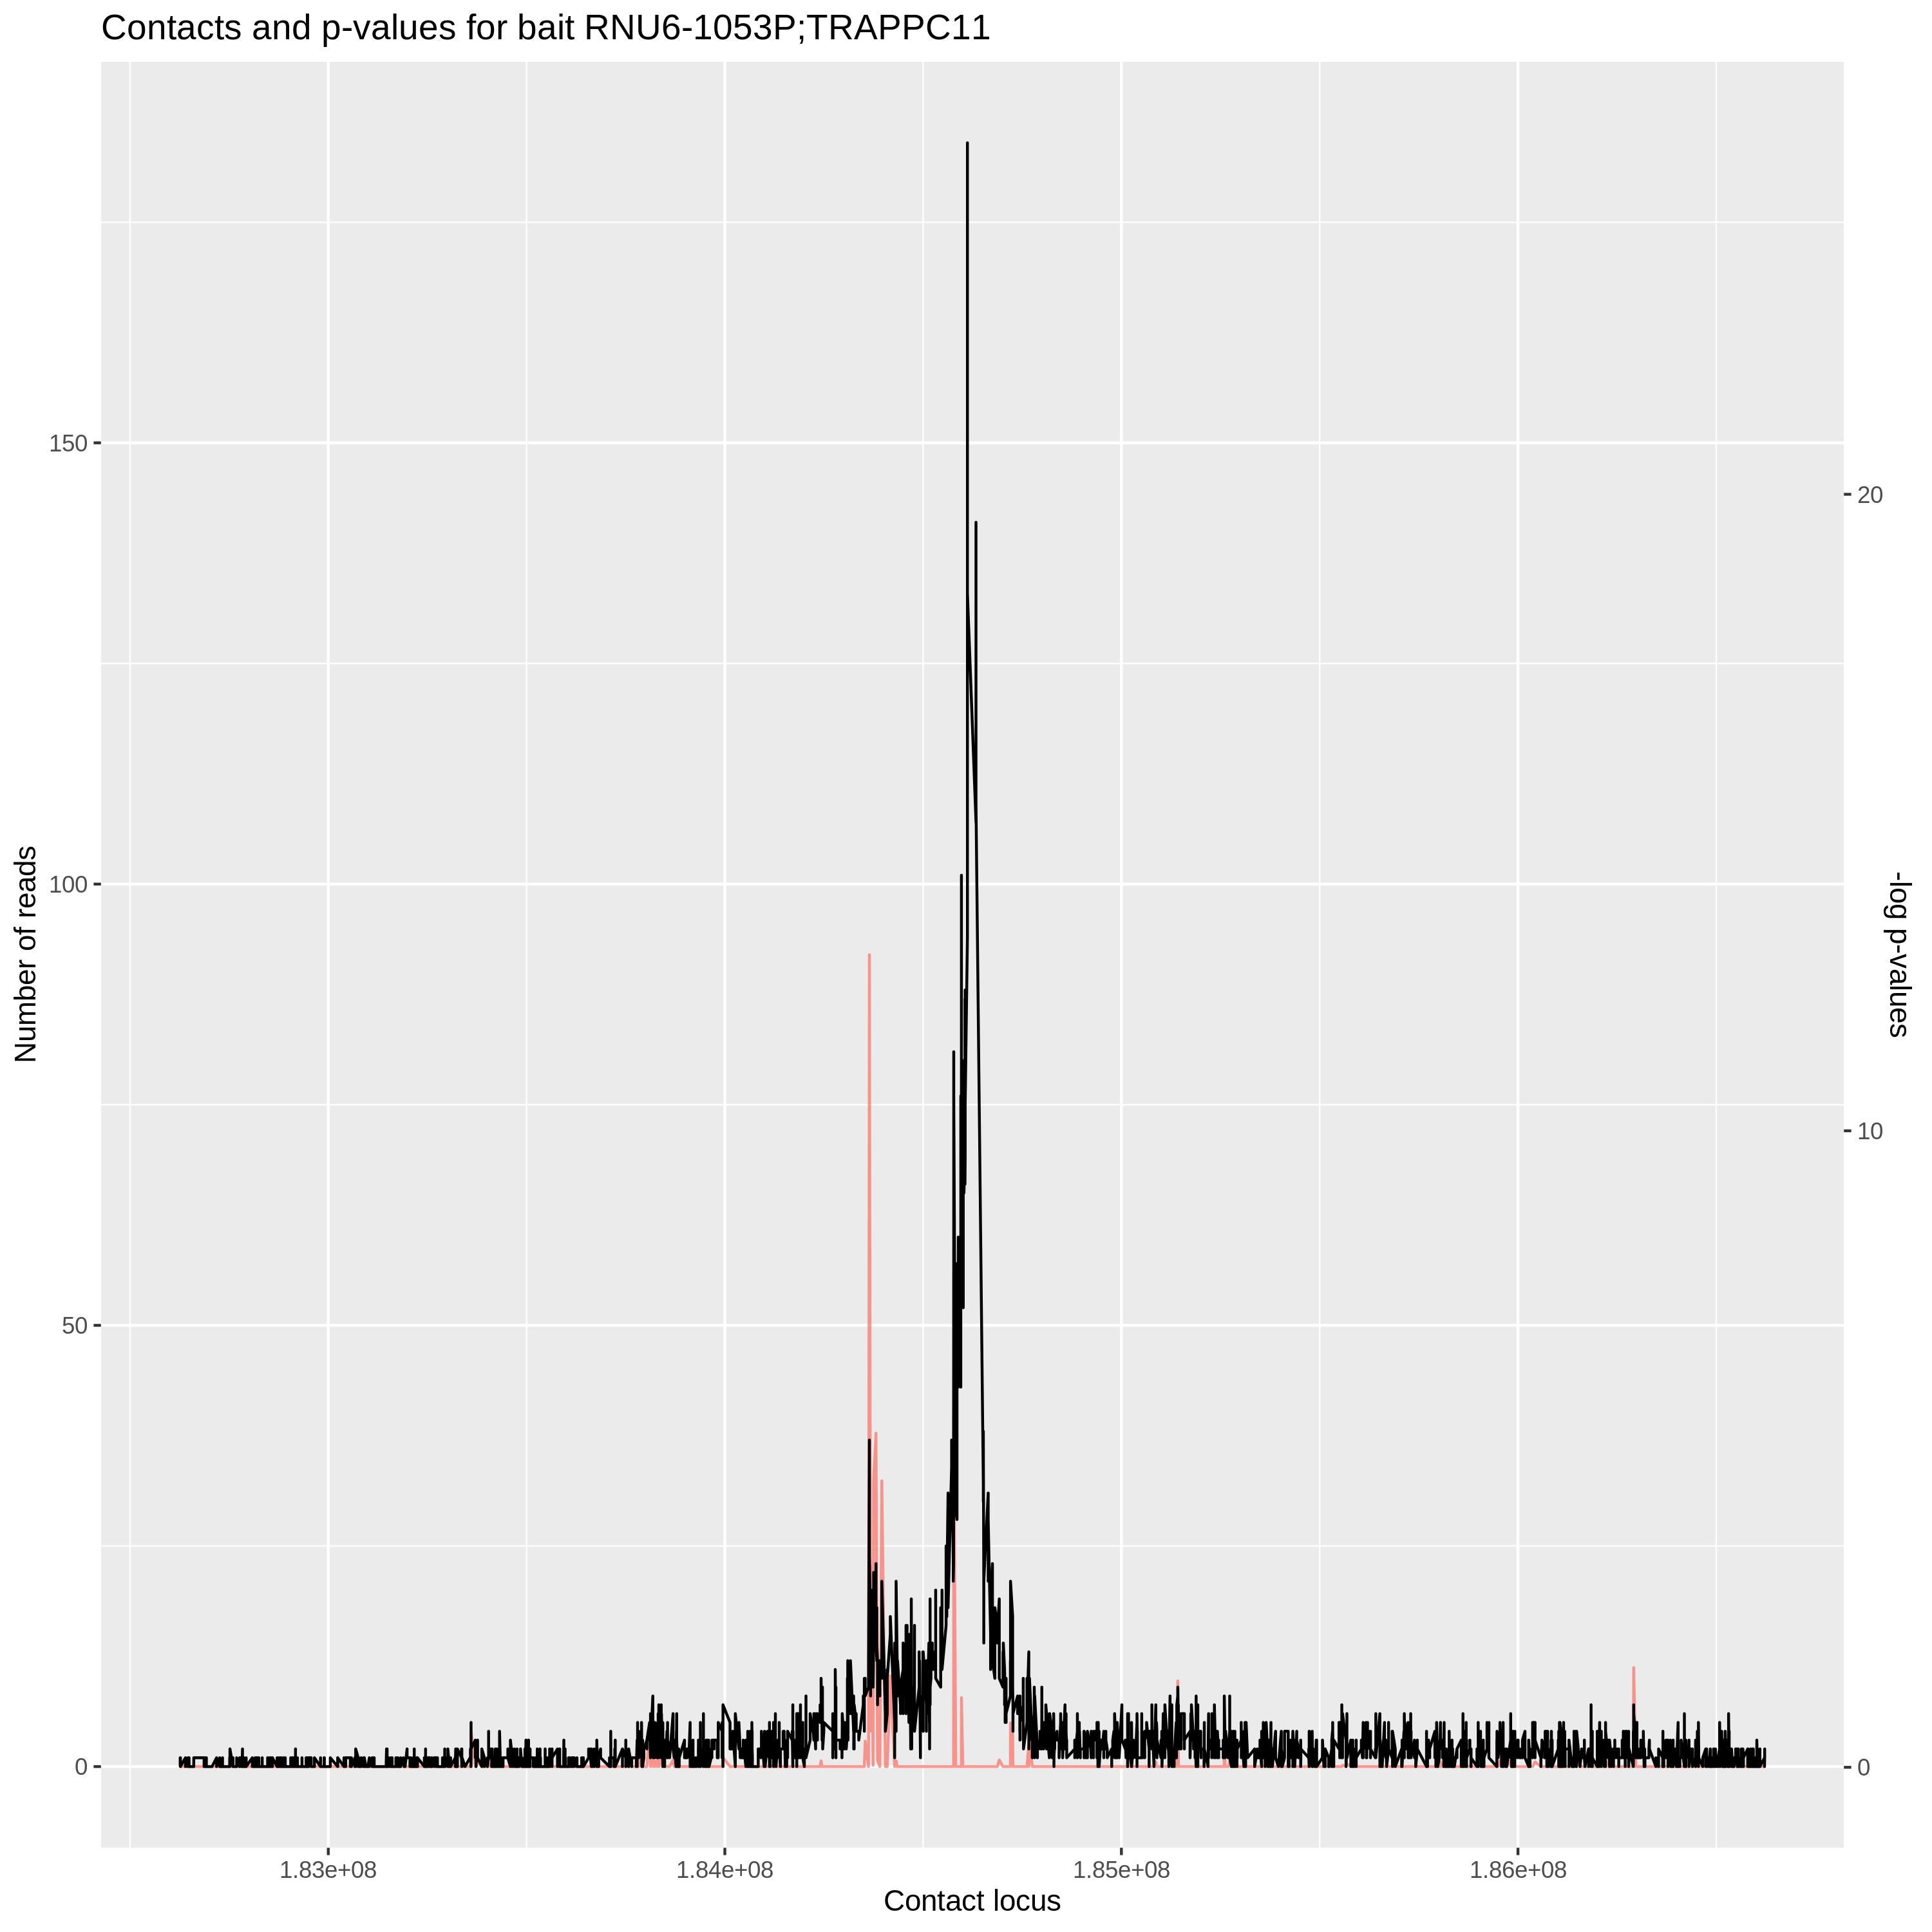 Contacts and p-values for bait RNU6-1053P;TRAPPC11
150
100
50
0
Number of reads
20
10
0
-log p-values
1.83e+08
1.84e+08
1.85e+08
1.86e+08
Contact locus